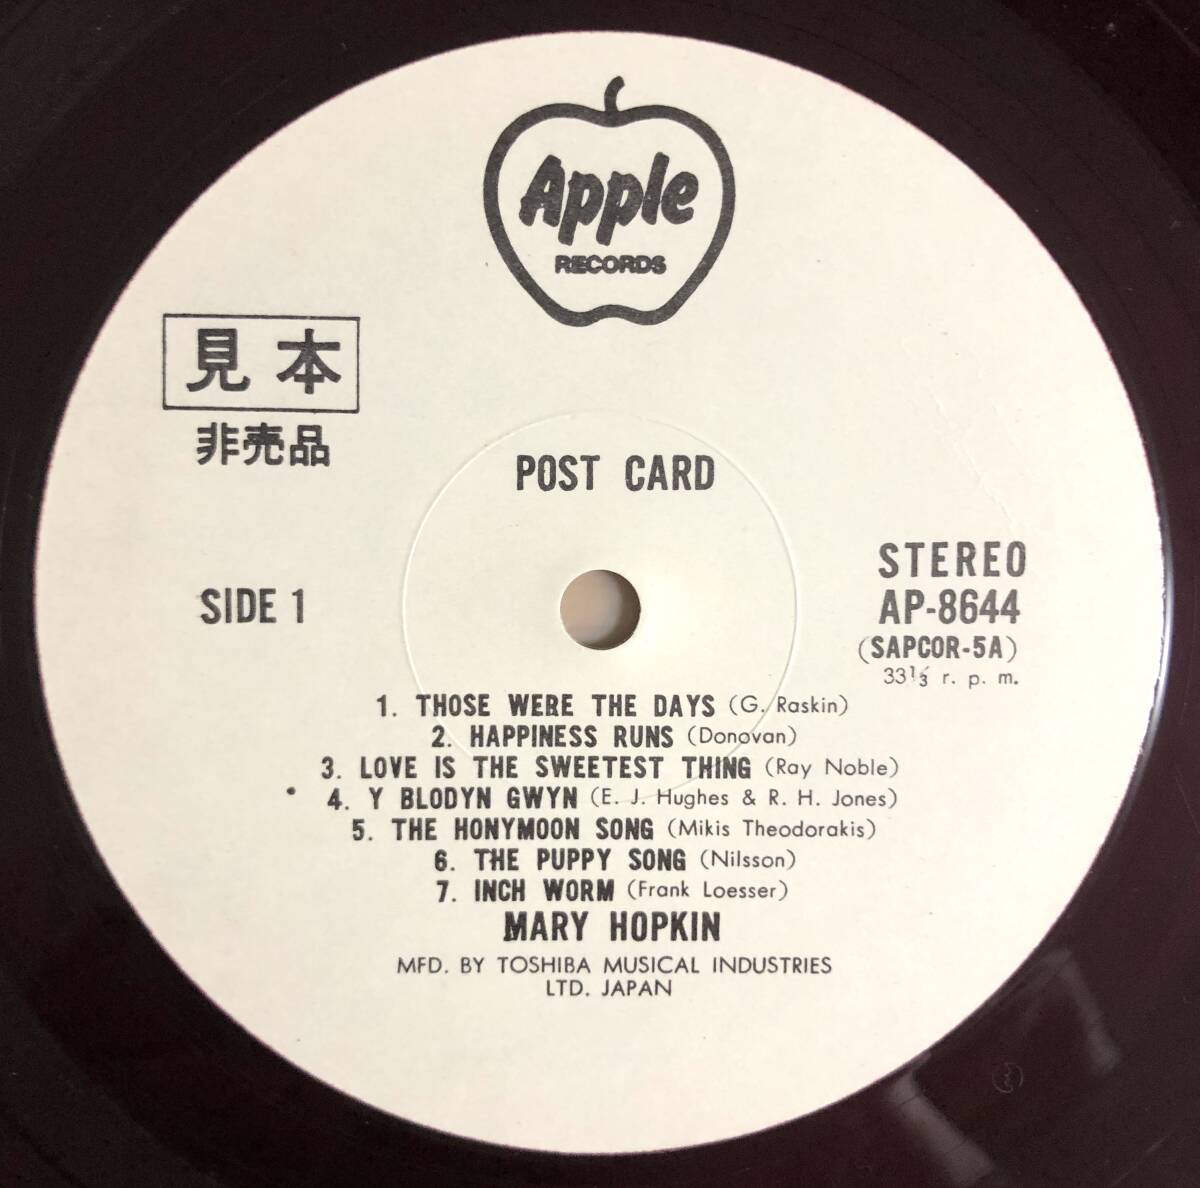 Apple
RECORDS
見本
非売品
POST CARD
STEREO
AP-8644
(SAPCOR-5A)
33⅓ r. p. m.
SIDE 1
1. THOSE WERE THE DAYS (G. Raskin)
2. HAPPINESS RUNS (Donovan)
3. LOVE IS THE SWEETEST THING (Ray Noble)
4. Y BLODYN GWYN (E. J. Hughes & R. H. Jones)
5. THE HONYMOON SONG (Mikis Theodorakis)
6. THE PUPPY SONG (Nilsson)
7. INCH WORM (Frank Loesser)
MARY HOPKIN
MFD. BY TOSHIBA MUSICAL INDUSTRIES
LTD. JAPAN